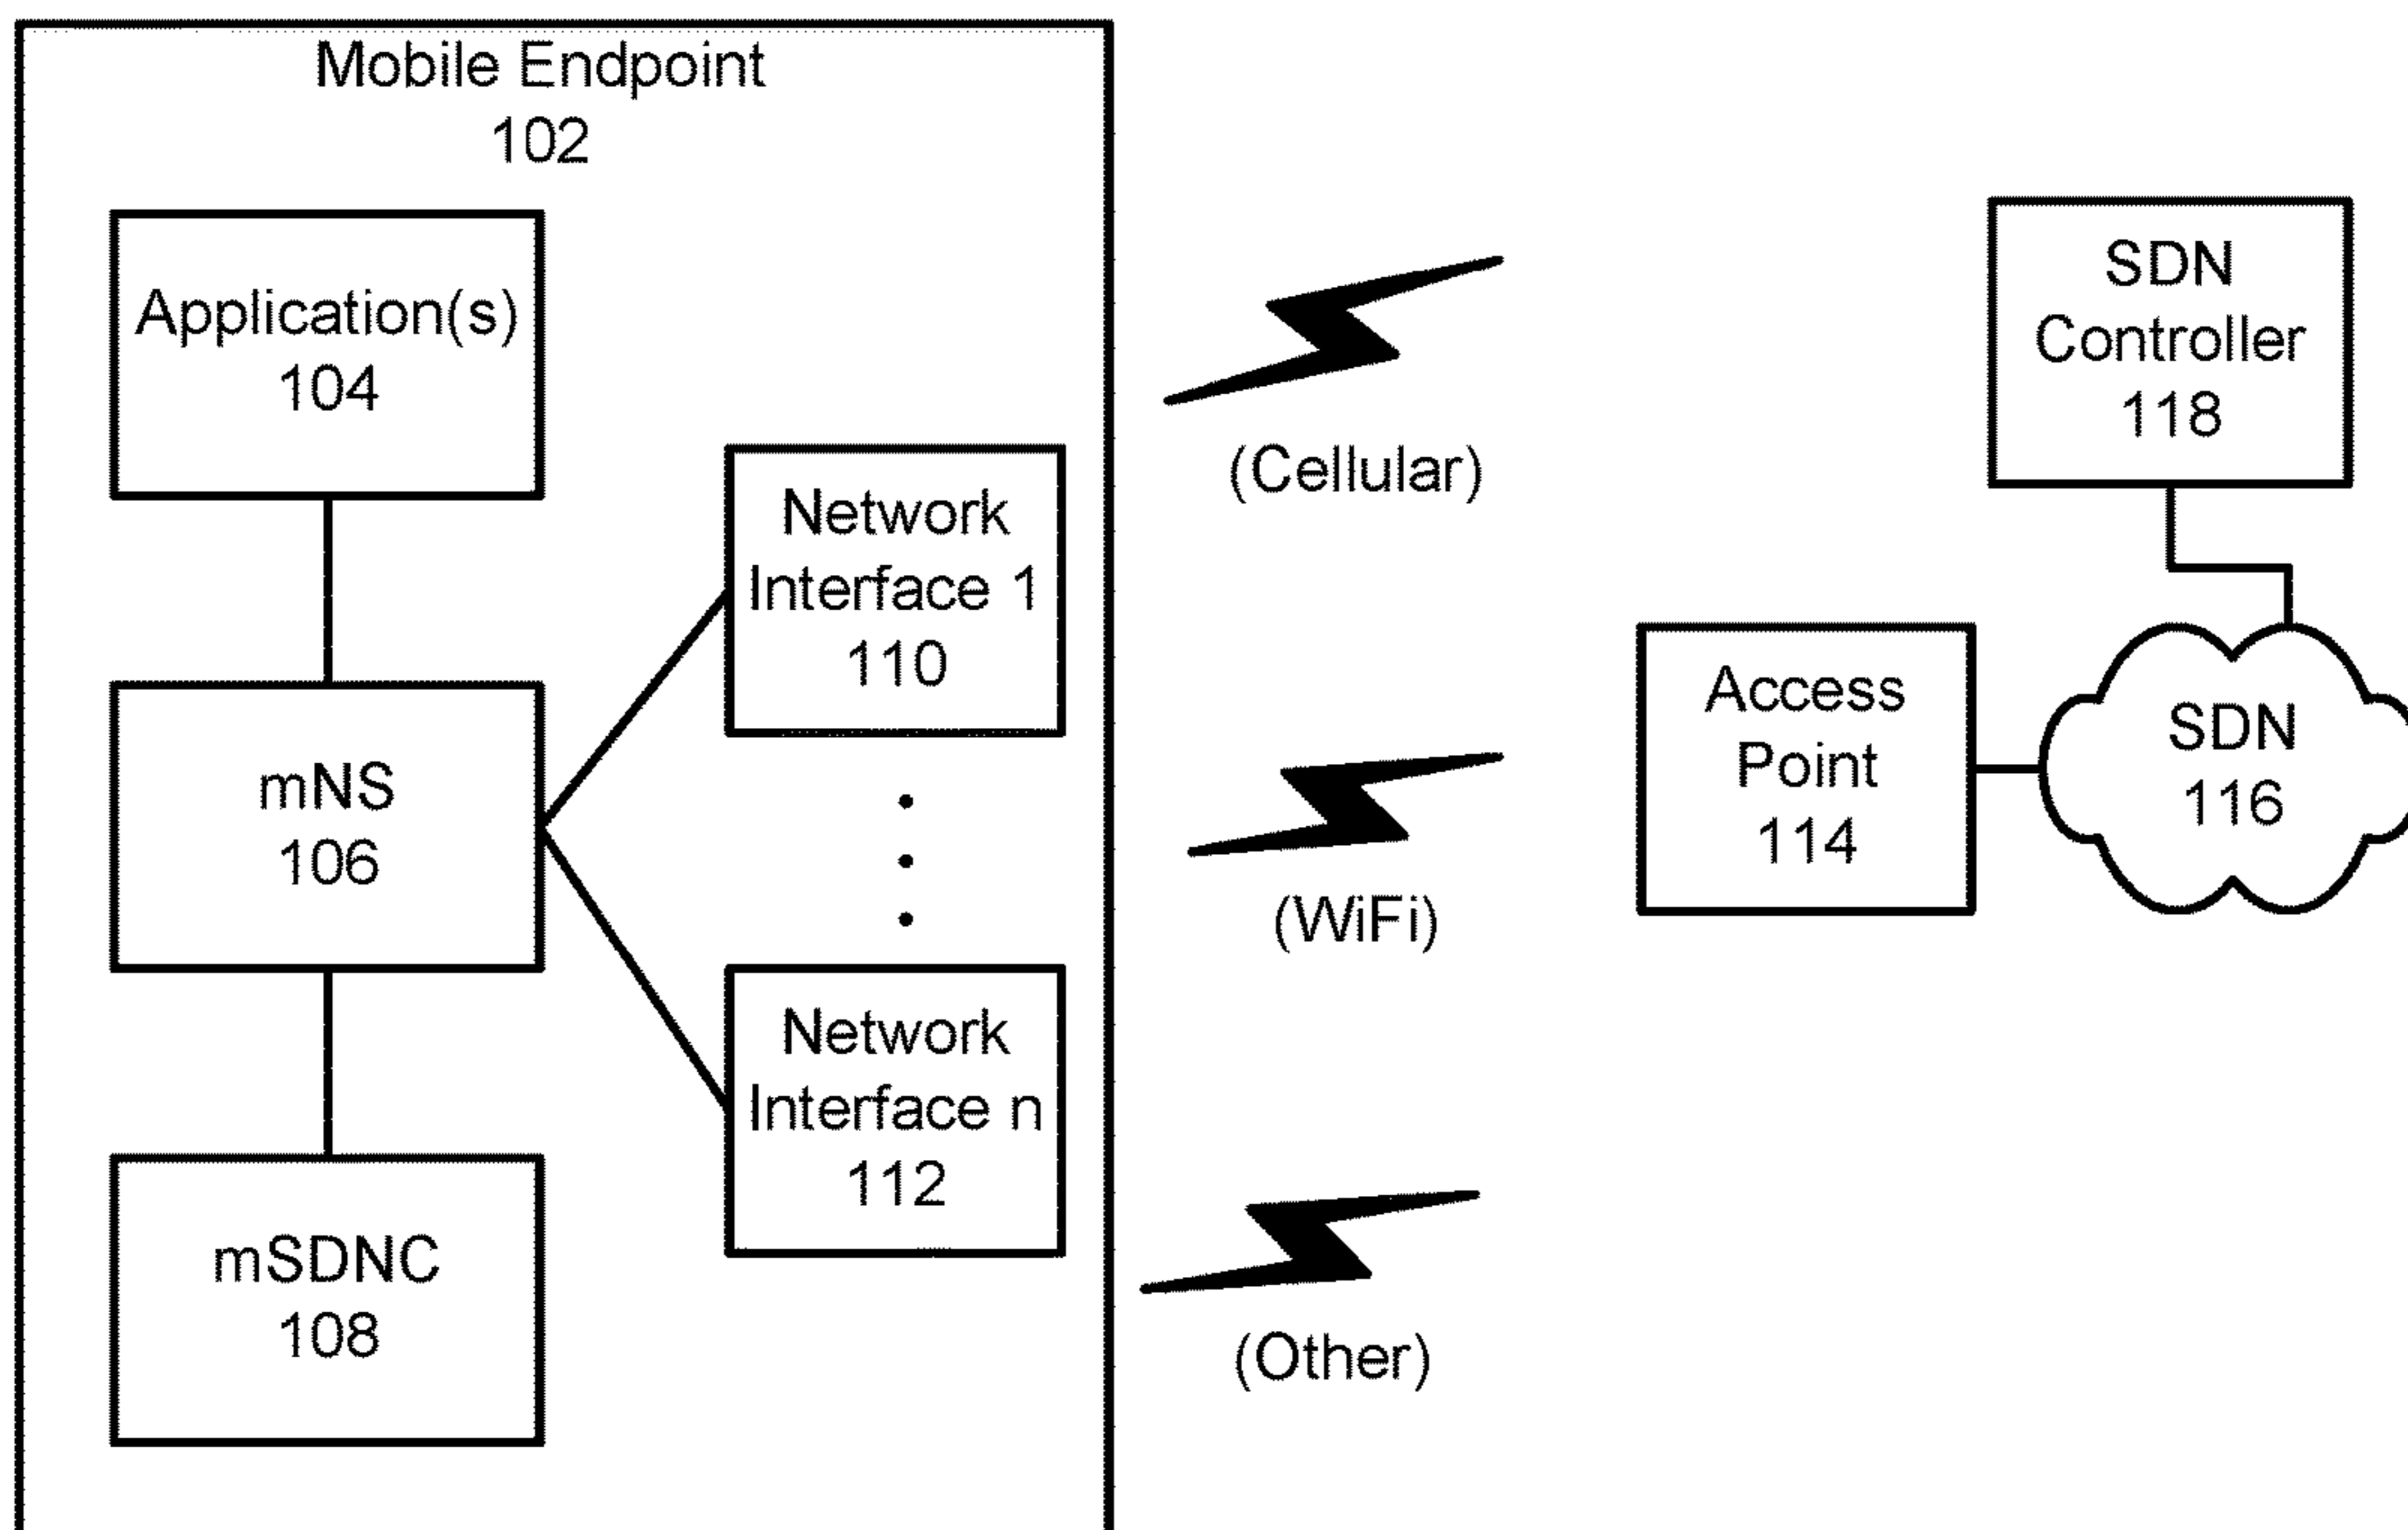 Mobile Endpoint
102
Application(s)
104
mNS
106
mSDNC
108
Network
Interface 1
110
Network
Interface n
112
(Cellular)
(WiFi)
(Other)
Access
Point
114
SDN
Controller
118
SDN
116